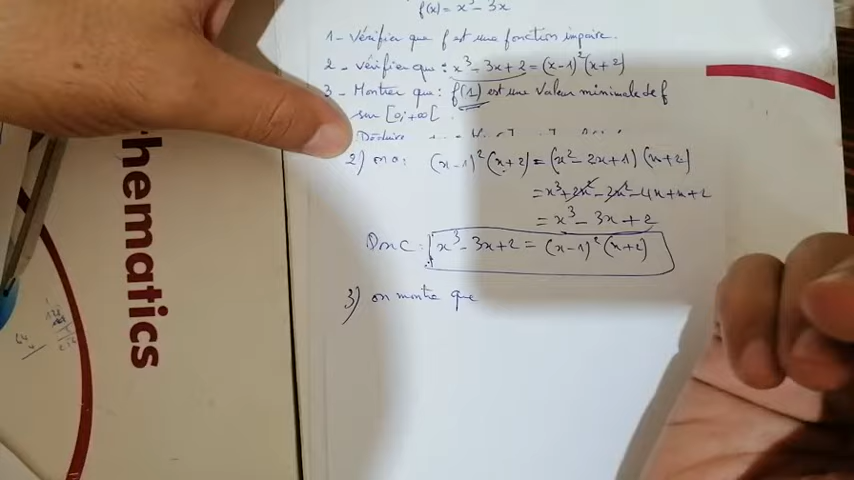 f(x) = x³ - 3x
1 - Vérifier que f est une fonction impaire.
2 - vérifier que : x³ - 3x + 2 = (x-1)²(x+2)
3 - Montrer que : f(1) est une valeur minimale de f
sur [0; +∞[
Déduire
2) on a: (x-1)²(x+2) = (x² - 2x + 1)(x+2)
= x³ + 2x² - 2x² - 4x + x + 2
= x³ - 3x + 2
Donc : x³ - 3x + 2 = (x-1)²(x+2)
3) on montre que
thematics